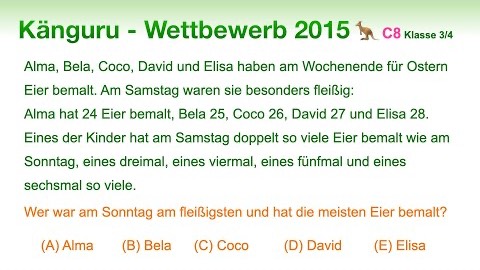 Känguru - Wettbewerb 2015 🦘 C8 Klasse 3/4
Alma, Bela, Coco, David und Elisa haben am Wochenende für Ostern
Eier bemalt. Am Samstag waren sie besonders fleißig:
Alma hat 24 Eier bemalt, Bela 25, Coco 26, David 27 und Elisa 28.
Eines der Kinder hat am Samstag doppelt so viele Eier bemalt wie am
Sonntag, eines dreimal, eines viermal, eines fünfmal und eines
sechsmal so viele.
Wer war am Sonntag am fleißigsten und hat die meisten Eier bemalt?
(A) Alma (B) Bela (C) Coco (D) David (E) Elisa